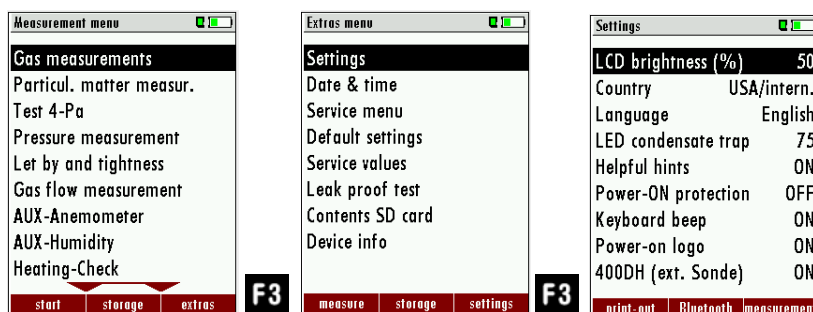 Measurement menu
Gas measurements
Particul. matter measur.
Test 4-Pa
Pressure measurement
Let by and tightness
Gas flow measurement
AUX-Anemometer
AUX-Humidity
Heating-Check
start storage extras
F3
Extras menu
Settings
Date & time
Service menu
Default settings
Service values
Leak proof test
Contents SD card
Device info
measure storage settings
F3
Settings
LCD brightness (%) 50
Country USA/intern.
Language English
LED condensate trap 75
Helpful hints ON
Power-ON protection OFF
Keyboard beep ON
Power-on logo ON
400DH (ext. Sonde) ON
print-out Bluetooth measuremen